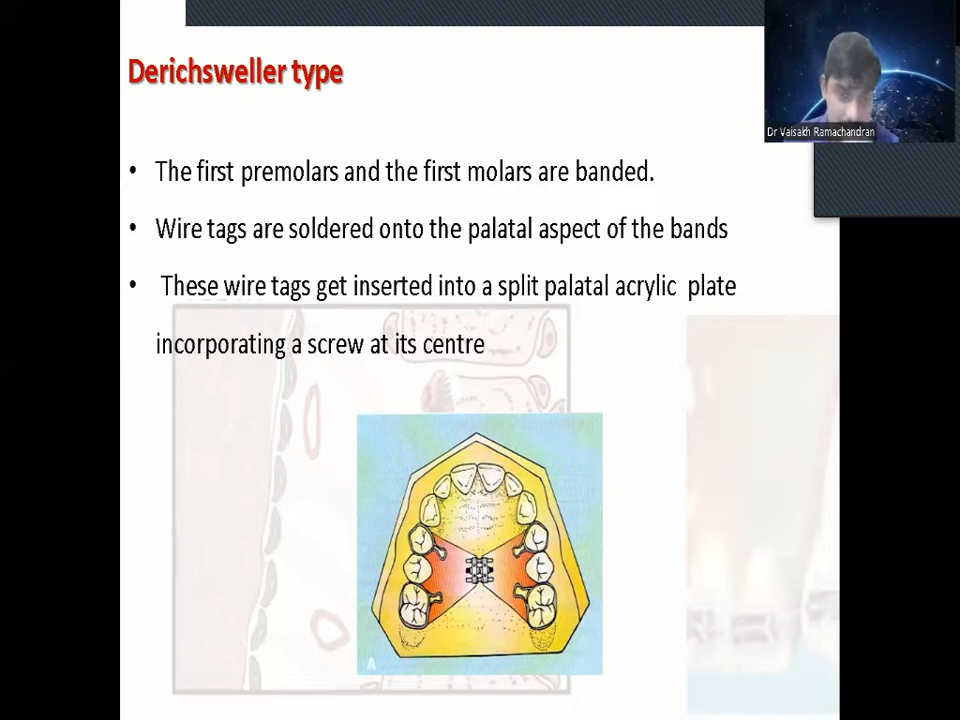 Derichsweller type
Dr Vaisakh Ramachandran
• The first premolars and the first molars are banded.
• Wire tags are soldered onto the palatal aspect of the bands
• These wire tags get inserted into a split palatal acrylic plate
incorporating a screw at its centre
A